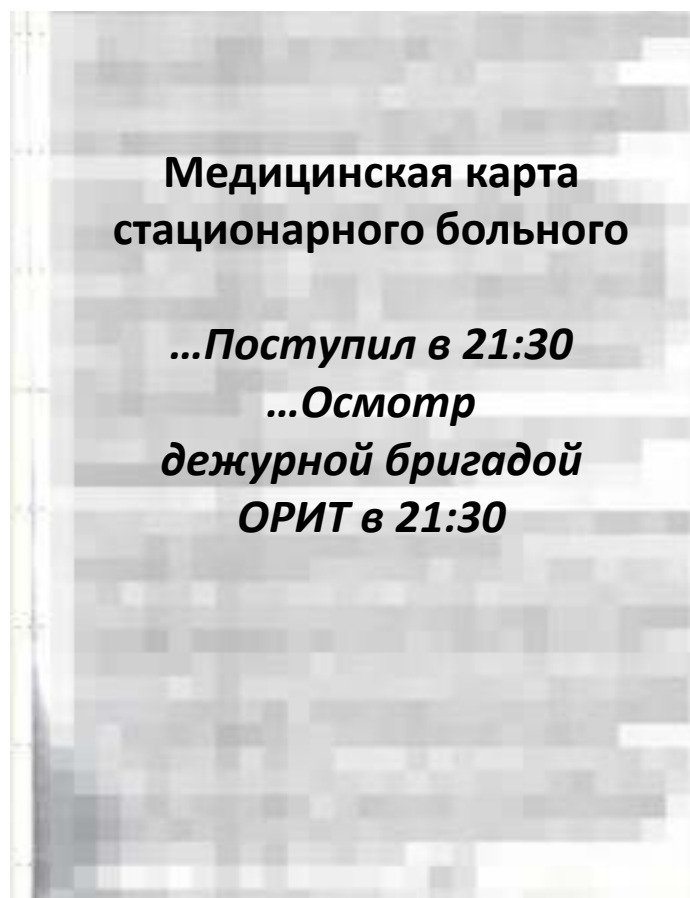 Медицинская карта
стационарного больного
…Поступил в 21:30
…Осмотр
дежурной бригадой
ОРИТ в 21:30